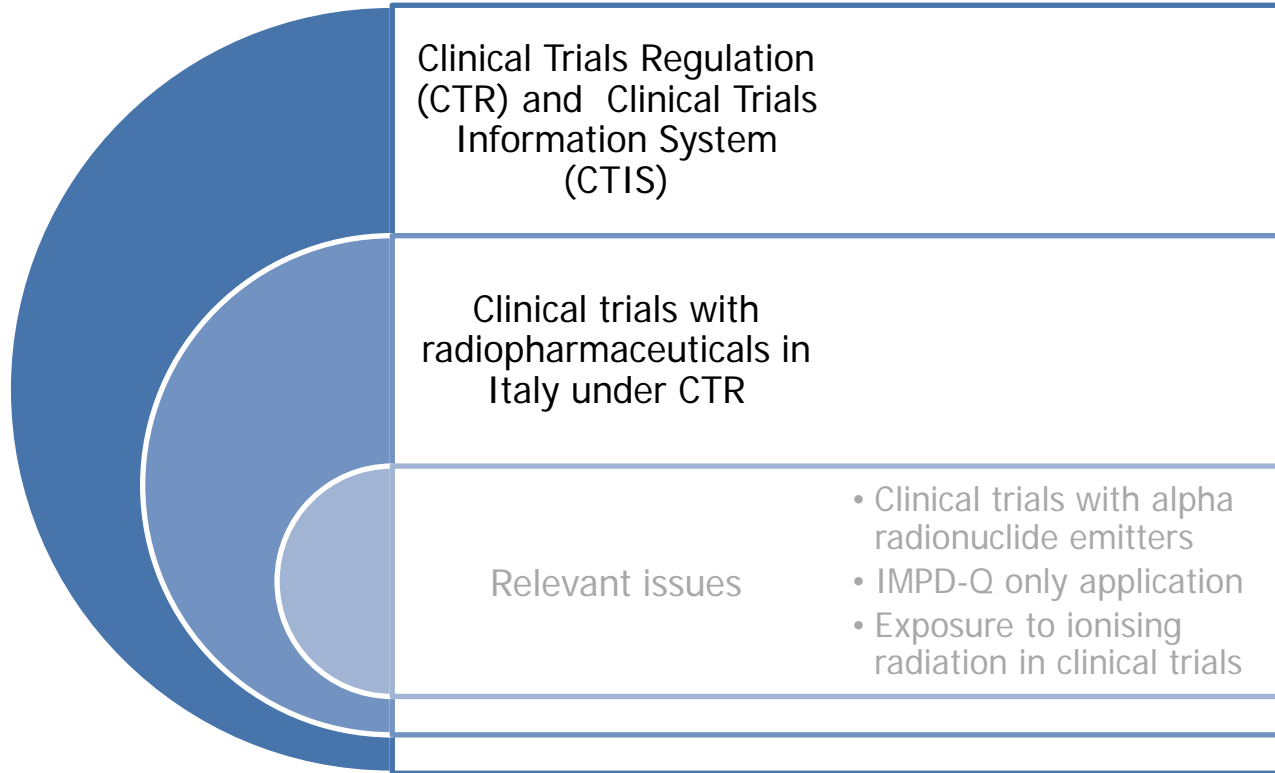 Clinical Trials Regulation
(CTR) and  Clinical Trials
Information System
(CTIS)
Clinical trials with
radiopharmaceuticals in
Italy under CTR
Relevant issues
• Clinical trials with alpha
radionuclide emitters
• IMPD-Q only application
• Exposure to ionising
radiation in clinical trials